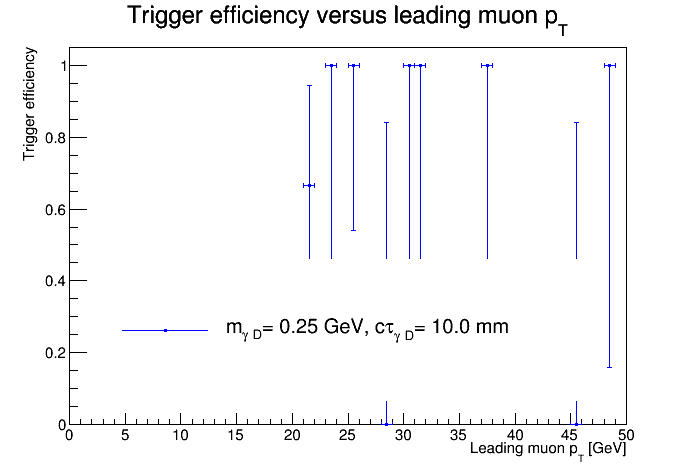 Trigger efficiency versus leading muon p_T
Trigger efficiency
1
0.8
0.6
0.4
0.2
0
m_γ D= 0.25 GeV, cτ_γ D= 10.0 mm
0 5 10 15 20 25 30 35 40 45 50
Leading muon p_T [GeV]